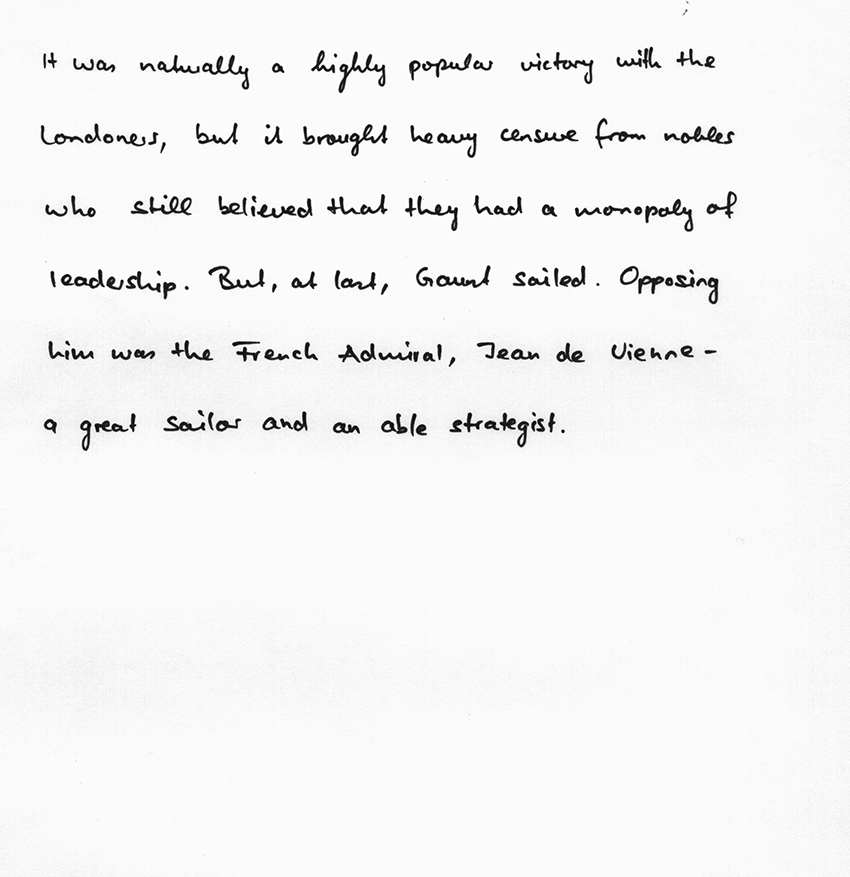 It was naturally a highly popular victory with the
Londoners, but it brought heavy censure from nobles
who still believed that they had a monopoly of
leadership. But, at last, Gaunt sailed. Opposing
him was the French Admiral, Jean de Vienne -
a great sailor and an able strategist.